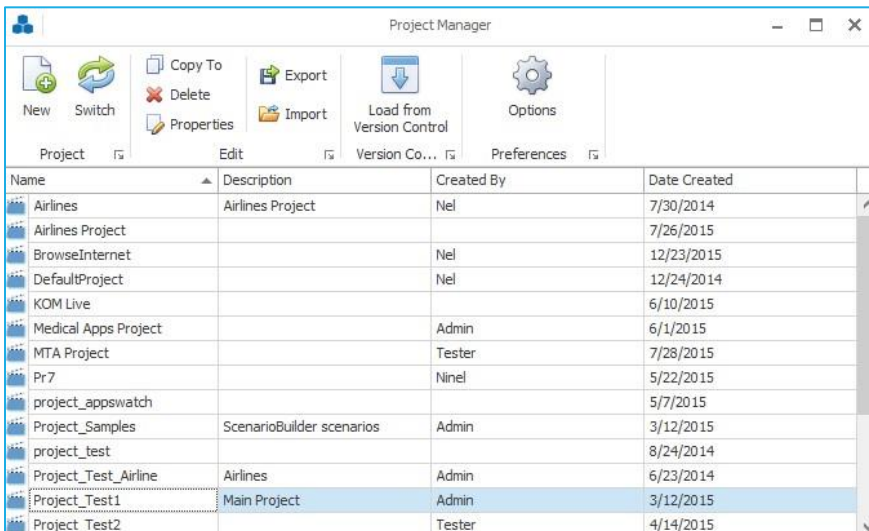 Project Manager
Copy To
Delete
Properties
Export
Import
New
Switch
Load from
Version Control
Options
Project
Edit
Version Co...
Preferences
Name Description Created By Date Created
Airlines Airlines Project Nel 7/30/2014
Airlines Project 7/26/2015
BrowseInternet Nel 12/23/2015
DefaultProject Nel 12/24/2014
KOM Live 6/10/2015
Medical Apps Project Admin 6/1/2015
MTA Project Tester 7/28/2015
Pr7 Ninel 5/22/2015
project_appswatch 5/7/2015
Project_Samples ScenarioBuilder scenarios Admin 3/12/2015
project_test 8/24/2014
Project_Test_Airline Airlines Admin 6/23/2014
Project_Test1 Main Project Admin 3/12/2015
Project_Test2 Tester 4/14/2015